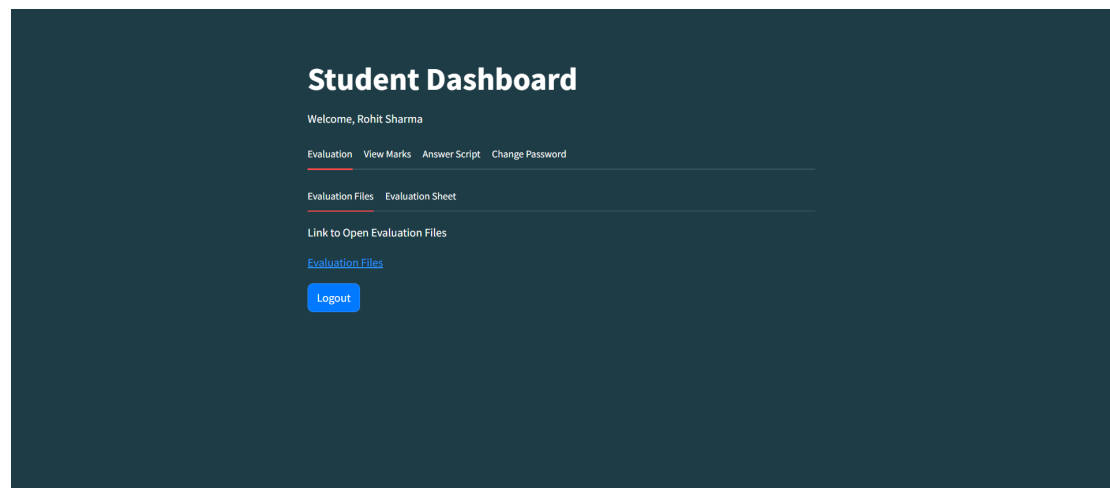 Student Dashboard
Welcome, Rohit Sharma
Evaluation View Marks Answer Script Change Password
Evaluation Files Evaluation Sheet
Link to Open Evaluation Files
Evaluation Files
Logout